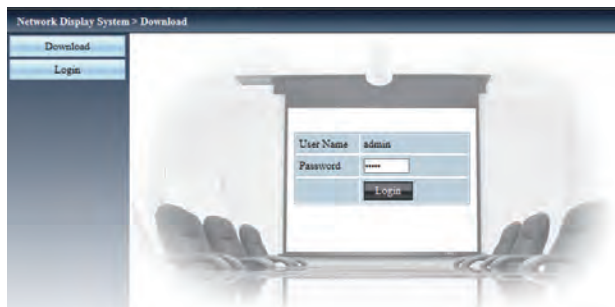 Network Display System > Download
Download
Login
User Name admin
Password •••••
Login